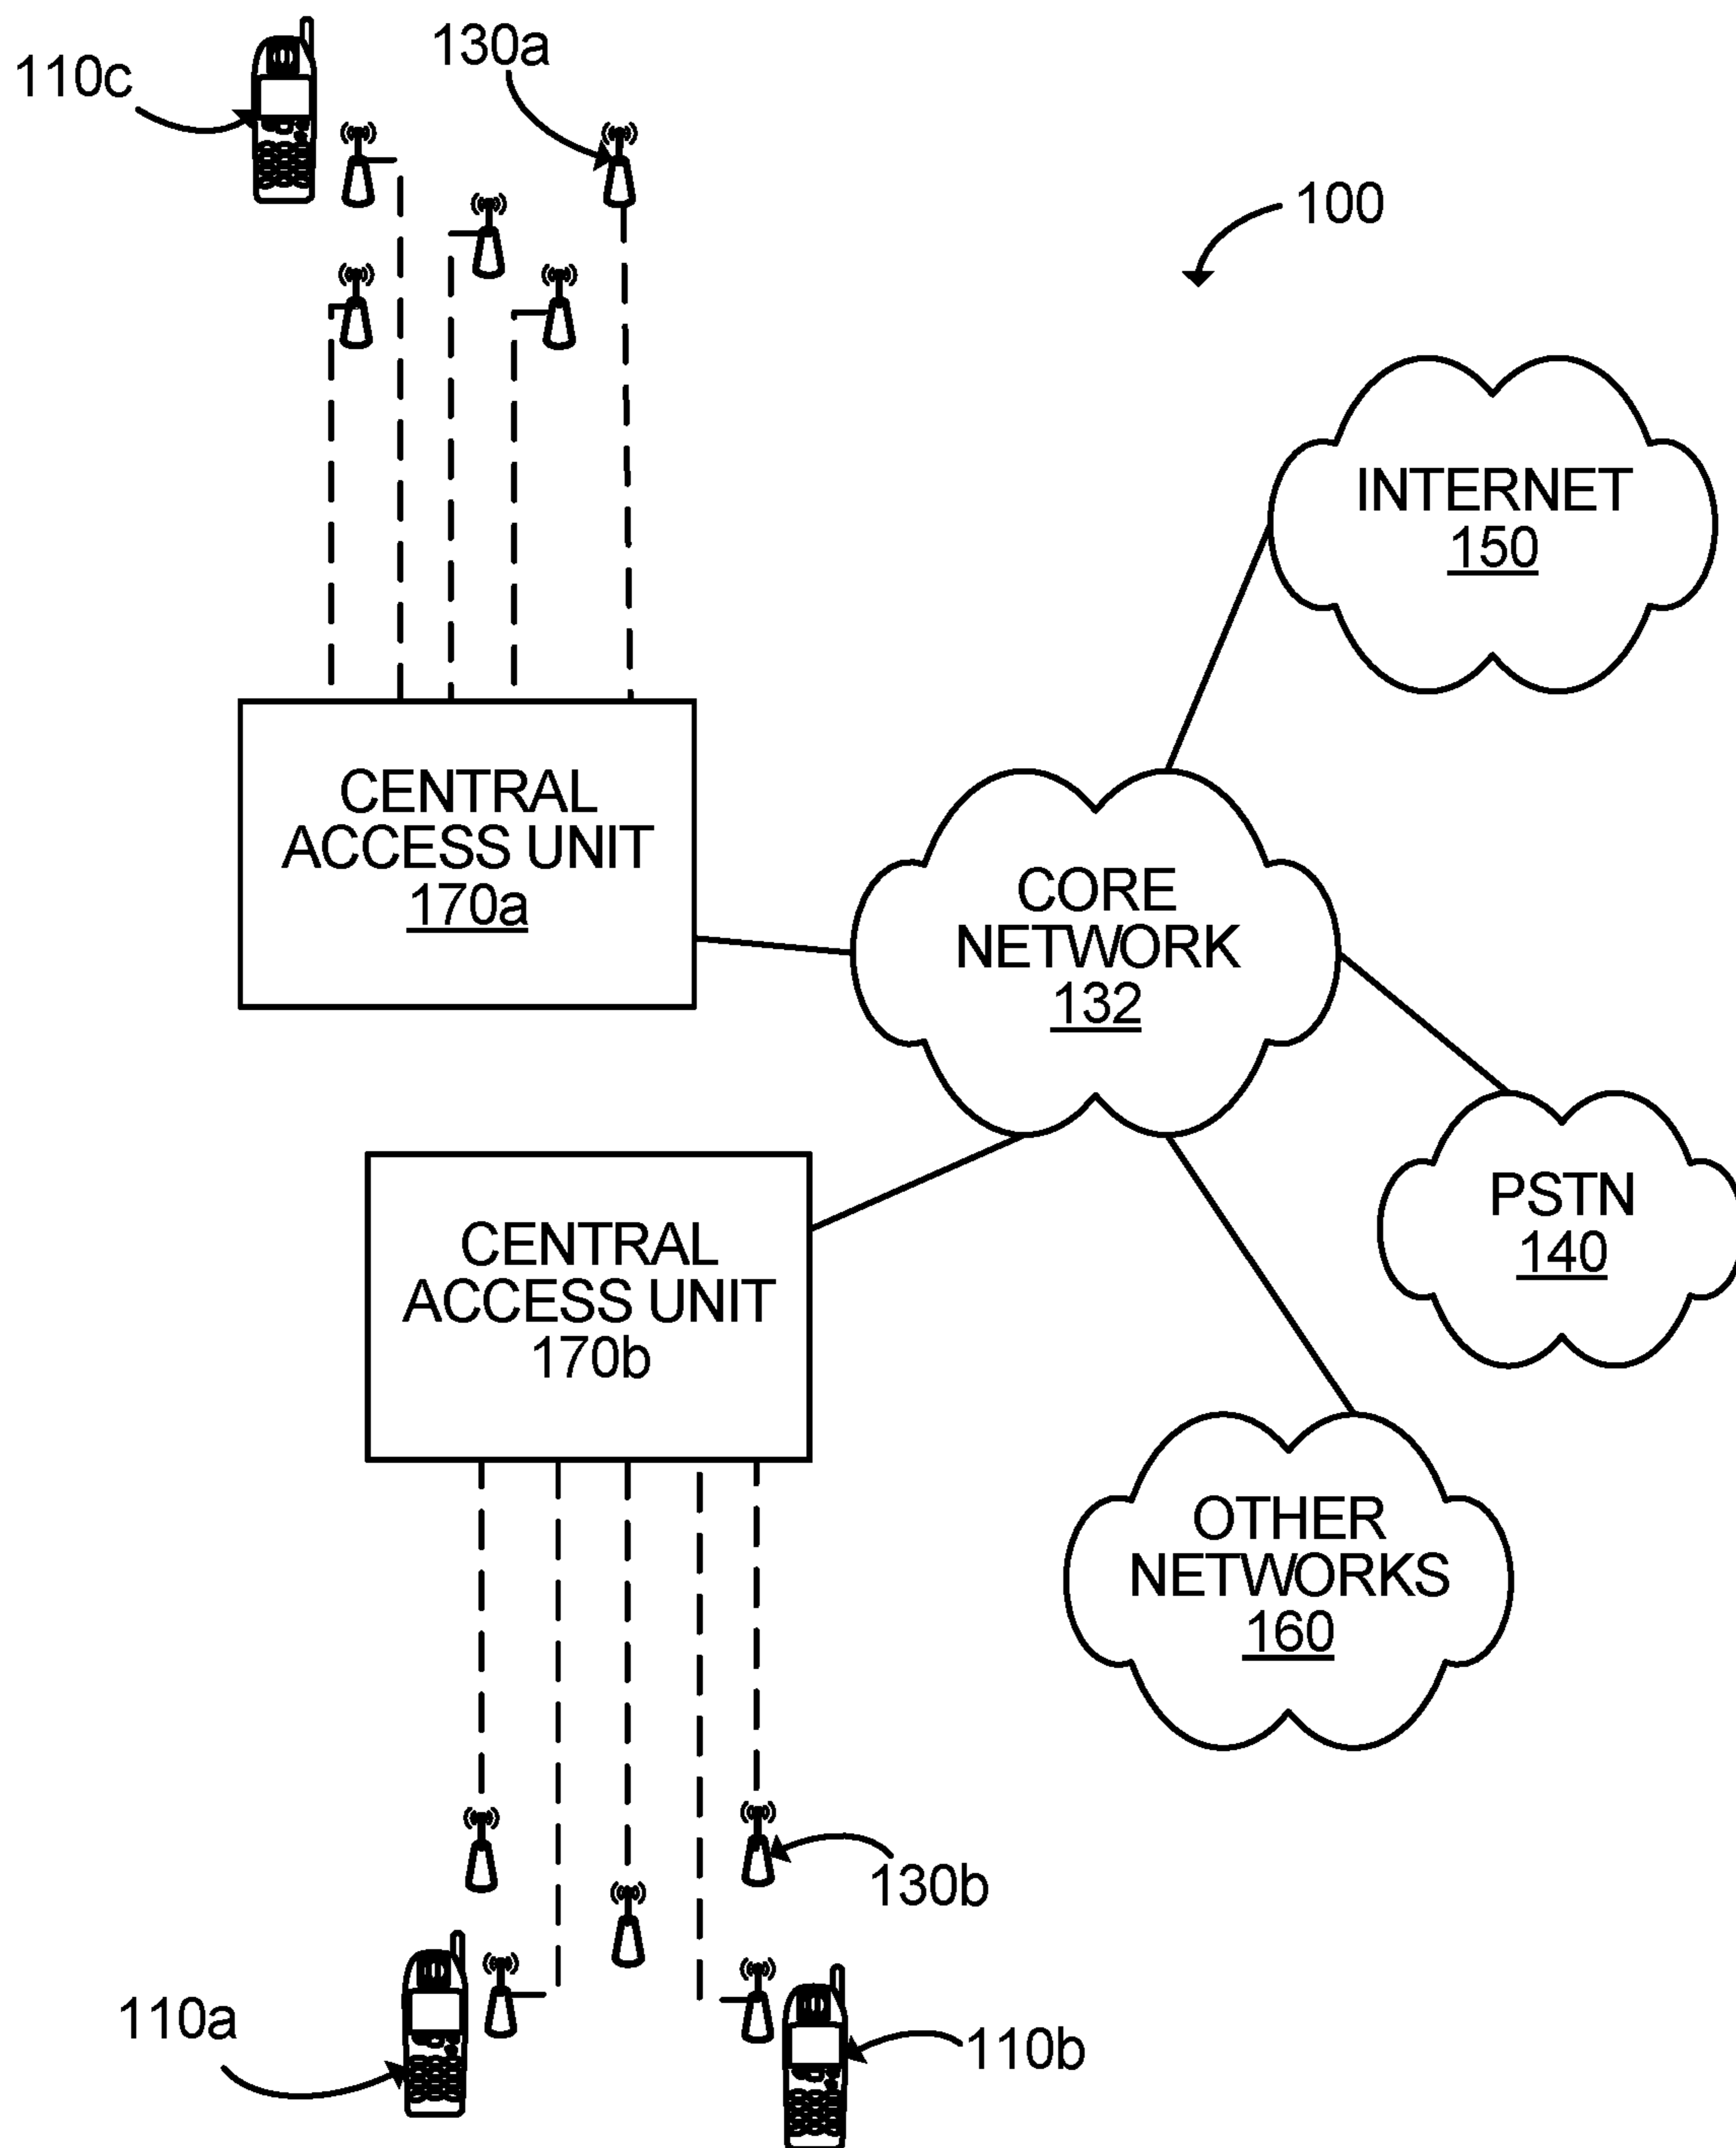 110c
130a
100
INTERNET
150
CENTRAL
ACCESS UNIT
170a
CORE
NETWORK
132
PSTN
140
CENTRAL
ACCESS UNIT
170b
OTHER
NETWORKS
160
130b
110a
110b